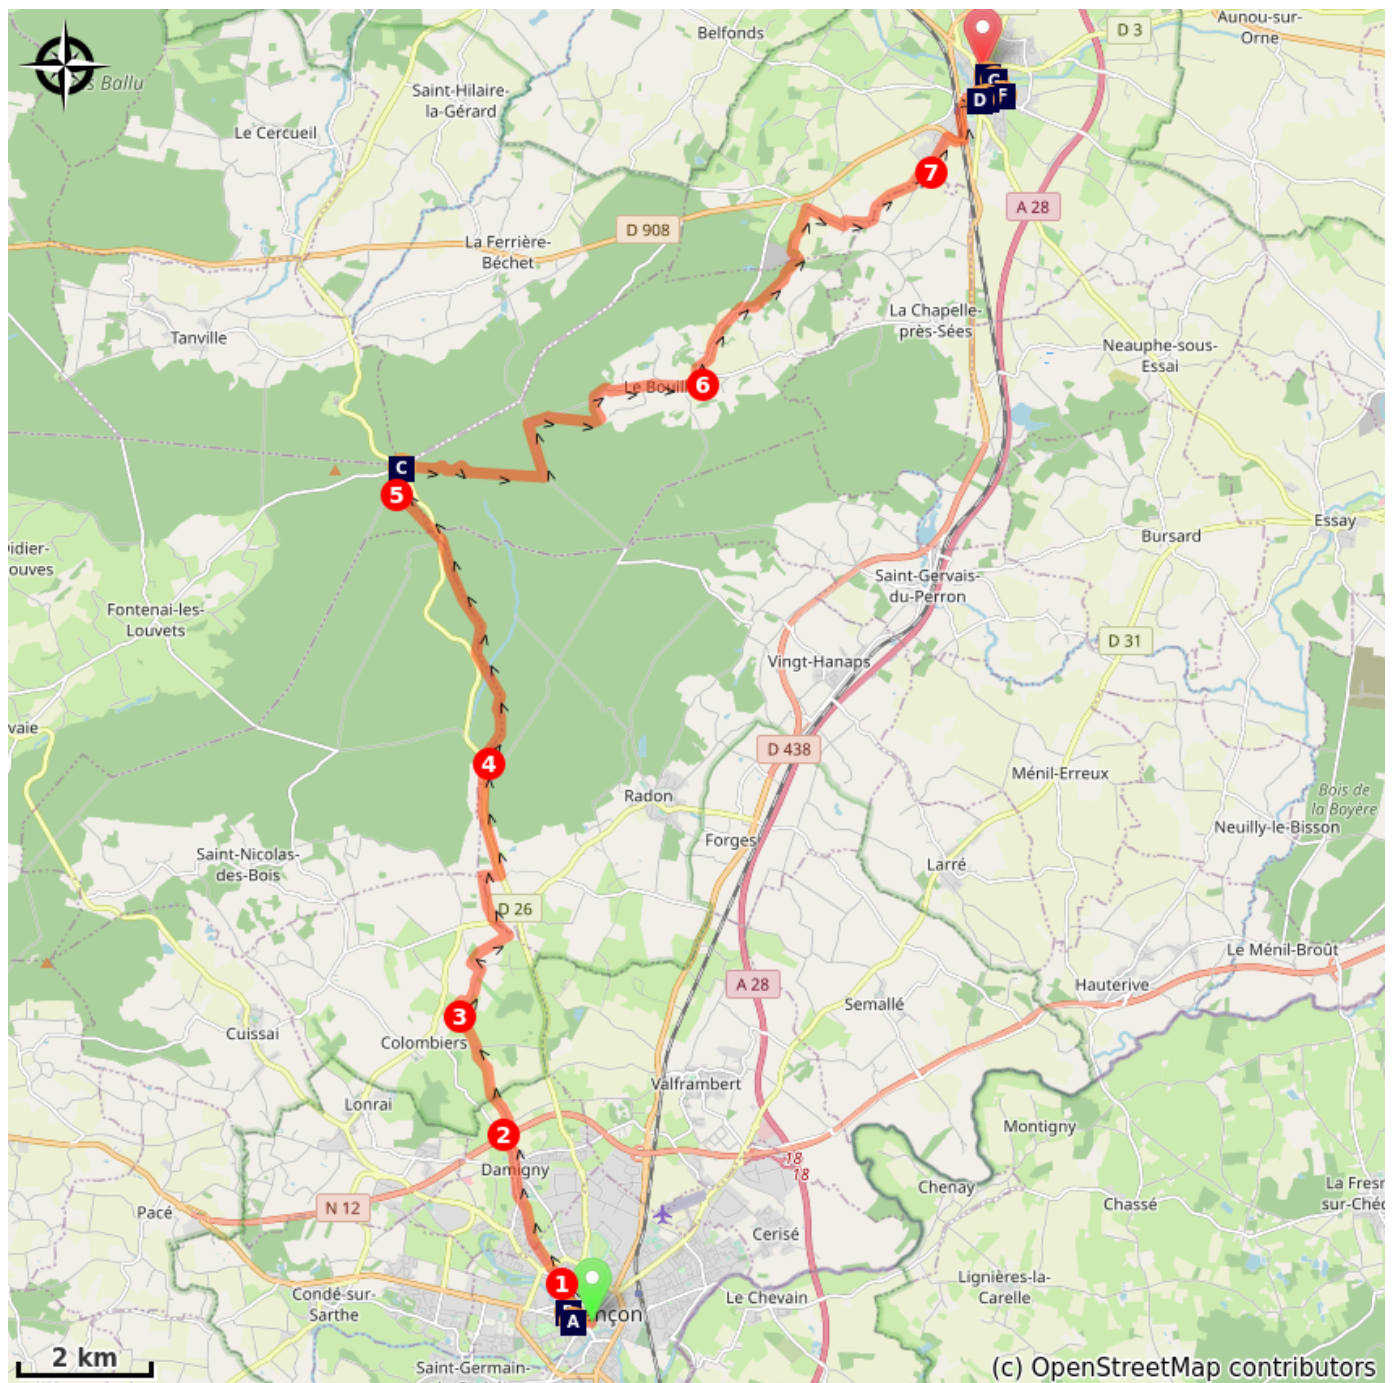 Belfonds
D 3
Aunou-sur-
Orne
Ballu
Saint-Hilaire-
la-Gérard
Le Cercueil
G
D
F
7
A 28
D 908
La Ferrière-
Béchet
La Chapelle-
près-Sées
Tanville
Neauphe-sous-
Essai
Le Bouill
6
C
5
Essay
Bursard
Saint-Gervais-
du-Perron
Fontenai-les-
Louvets
D 31
Vingt-Hanaps
vaie
D 438
4
Ménil-Erreux
Radon
Bois de
la Boyère
Neuilly-le-Bisson
Forges
Saint-Nicolas-
des-Bois
Larré
D 26
Le Ménil-Broût
A 28
Hauterive
Semallé
3
Cuissai
Colombiers
Valframbert
Lonrai
2
Montigny
Damigny
18
18
Chenay
Chassé
La Fresn
sur-Chéd
Pacé
N 12
Cerisé
1
Lignières-la-
Carelle
Condé-sur-
Sarthe
Le Chevain
A
nçon
2 km
Saint-Germain-
(c) OpenStreetMap contributors